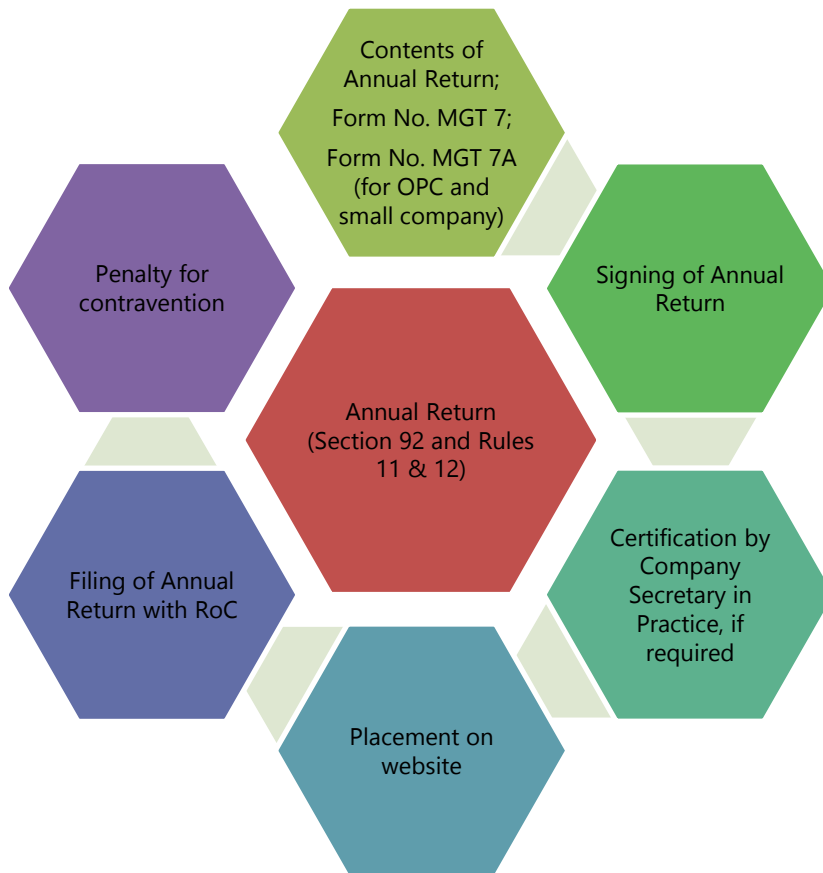 Contents of
Annual Return;
Form No. MGT 7;
Form No. MGT 7A
(for OPC and
small company)
Signing of Annual
Return
Certification by
Company
Secretary in
Practice, if
required
Placement on
website
Filing of Annual
Return with RoC
Penalty for
contravention
Annual Return
(Section 92 and Rules
11 & 12)